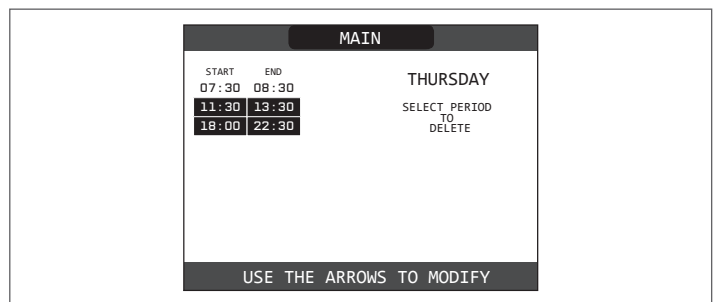 MAIN
START END
07:30 08:30
11:30 13:30
18:00 22:30
THURSDAY
SELECT PERIOD
TO
DELETE
USE THE ARROWS TO MODIFY